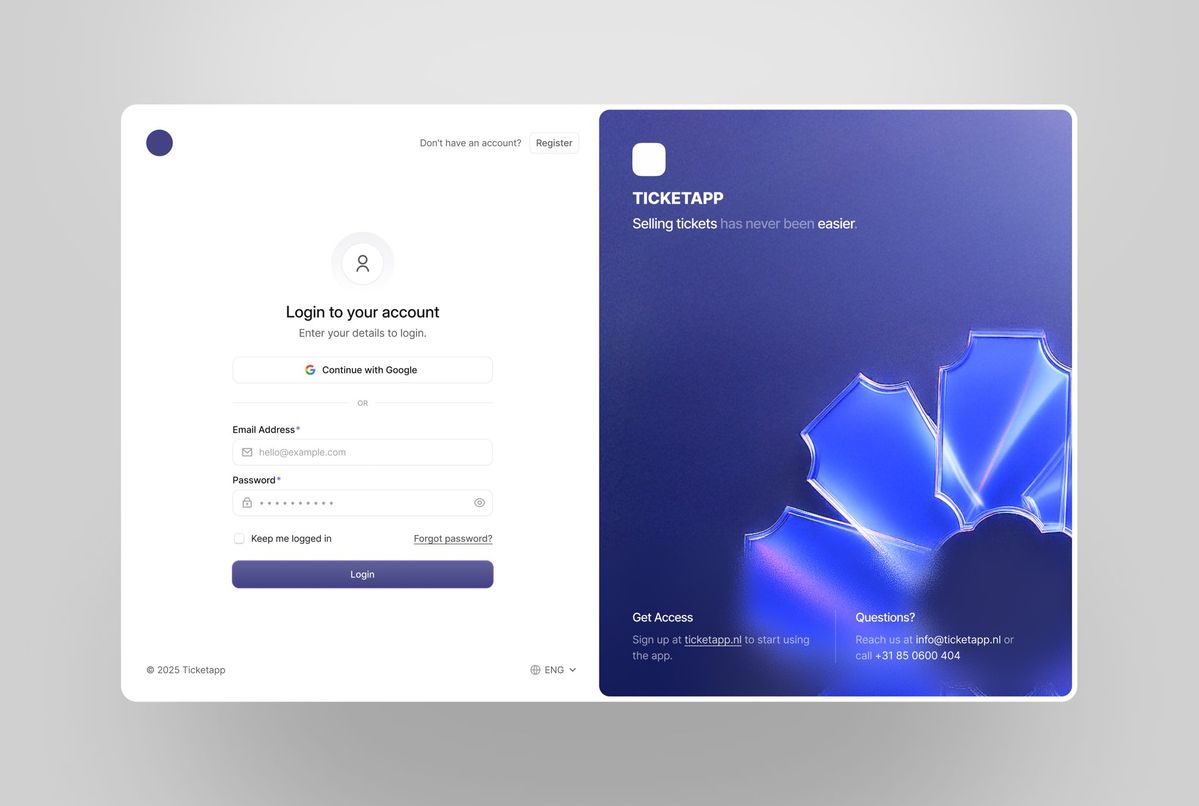 Don't have an account? Register
Login to your account
Enter your details to login.
Continue with Google
OR
Email Address*
hello@example.com
Password*
Keep me logged in
Forgot password?
Login
© 2025 Ticketapp
ENG
TICKETAPP
Selling tickets has never been easier.
Get Access
Sign up at ticketapp.nl to start using
the app.
Questions?
Reach us at info@ticketapp.nl or
call +31 85 0600 404